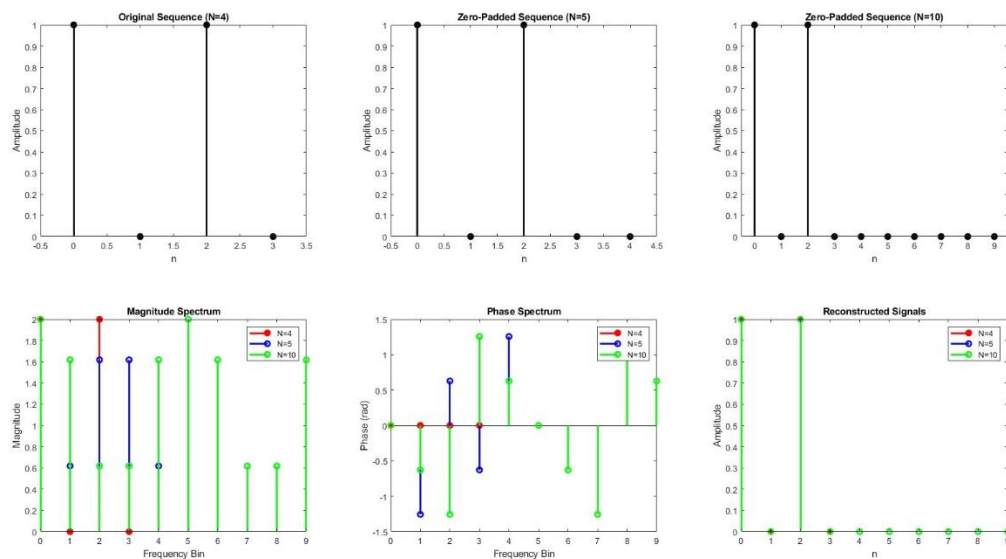 Original Sequence (N=4)
1
0.9
0.8
0.7
0.6
0.5
0.4
0.3
0.2
0.1
0
Amplitude
-0.5 0 0.5 1 1.5 2 2.5 3 3.5
n
Zero-Padded Sequence (N=5)
1
0.9
0.8
0.7
0.6
0.5
0.4
0.3
0.2
0.1
0
Amplitude
-0.5 0 0.5 1 1.5 2 2.5 3 3.5 4 4.5
n
Zero-Padded Sequence (N=10)
1
0.9
0.8
0.7
0.6
0.5
0.4
0.3
0.2
0.1
0
Amplitude
0 1 2 3 4 5 6 7 8 9
n
Magnitude Spectrum
2
1.8
1.6
1.4
1.2
1
0.8
0.6
0.4
0.2
0
Magnitude
N=4
N=5
N=10
0 1 2 3 4 5 6 7 8 9
Frequency Bin
Phase Spectrum
1.5
1
0.5
0
-0.5
-1
-1.5
Phase (rad)
N=4
N=5
N=10
0 1 2 3 4 5 6 7 8 9
Frequency Bin
Reconstructed Signals
1
0.9
0.8
0.7
0.6
0.5
0.4
0.3
0.2
0.1
0
Amplitude
N=4
N=5
N=10
0 1 2 3 4 5 6 7 8 9
n